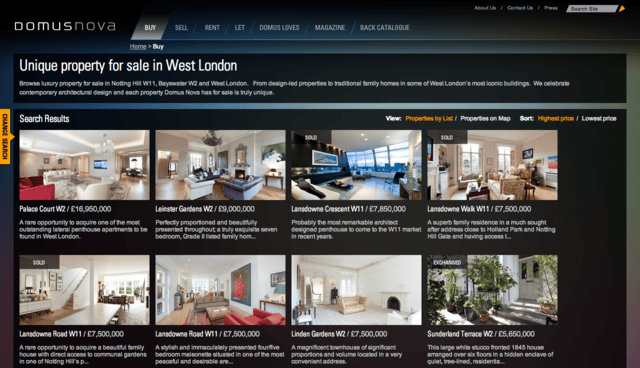 About Us / Contact Us / Press
Search Site
DOMUSNOVA
BUY / SELL / RENT / LET / DOMUS LOVES / MAGAZINE / BACK CATALOGUE
Home > Buy
Unique property for sale in West London
Browse luxury property for sale in Notting Hill W11, Bayswater W2 and West London. From design-led properties to traditional family homes in some of West London's most iconic buildings. We celebrate
contemporary architectural design and each property Domus Nova has for sale is truly unique.
CHANGE SEARCH
Search Results
View: Properties by List / Properties on Map Sort: Highest price / Lowest price
Palace Court W2 / £16,950,000
A rare opportunity to acquire one of the most
outstanding lateral penthouse apartments to be
found in West London.
Leinster Gardens W2 / £9,000,000
Perfectly proportioned and beautifully
presented throughout; a truly exquisite seven
bedroom, Grade II listed family hom...
SOLD
Lansdowne Crescent W11 / £7,850,000
Probably the most remarkable architect
designed penthouse to come to the W11 market
in recent years.
SOLD
Lansdowne Walk W11 / £7,500,000
A superb family residence in a much sought
after address close to Holland Park and Notting
Hill Gate and having access t...
SOLD
Lansdowne Road W11 / £7,500,000
A rare opportunity to acquire a beautiful family
house with direct access to communal gardens
in one of Notting Hill's p...
Lansdowne Road W11 / £7,500,000
A stylish and immaculately presented four/five
bedroom maisonette situated in one of the most
peaceful and desirable are...
Linden Gardens W2 / £7,500,000
A magnificent townhouse of significant
proportions and volume located in a very
convenient address.
EXCHANGED
Sunderland Terrace W2 / £5,650,000
This large white stucco fronted 1845 house
arranged over six floors in a hidden enclave of
quiet, tree-lined, residentia...